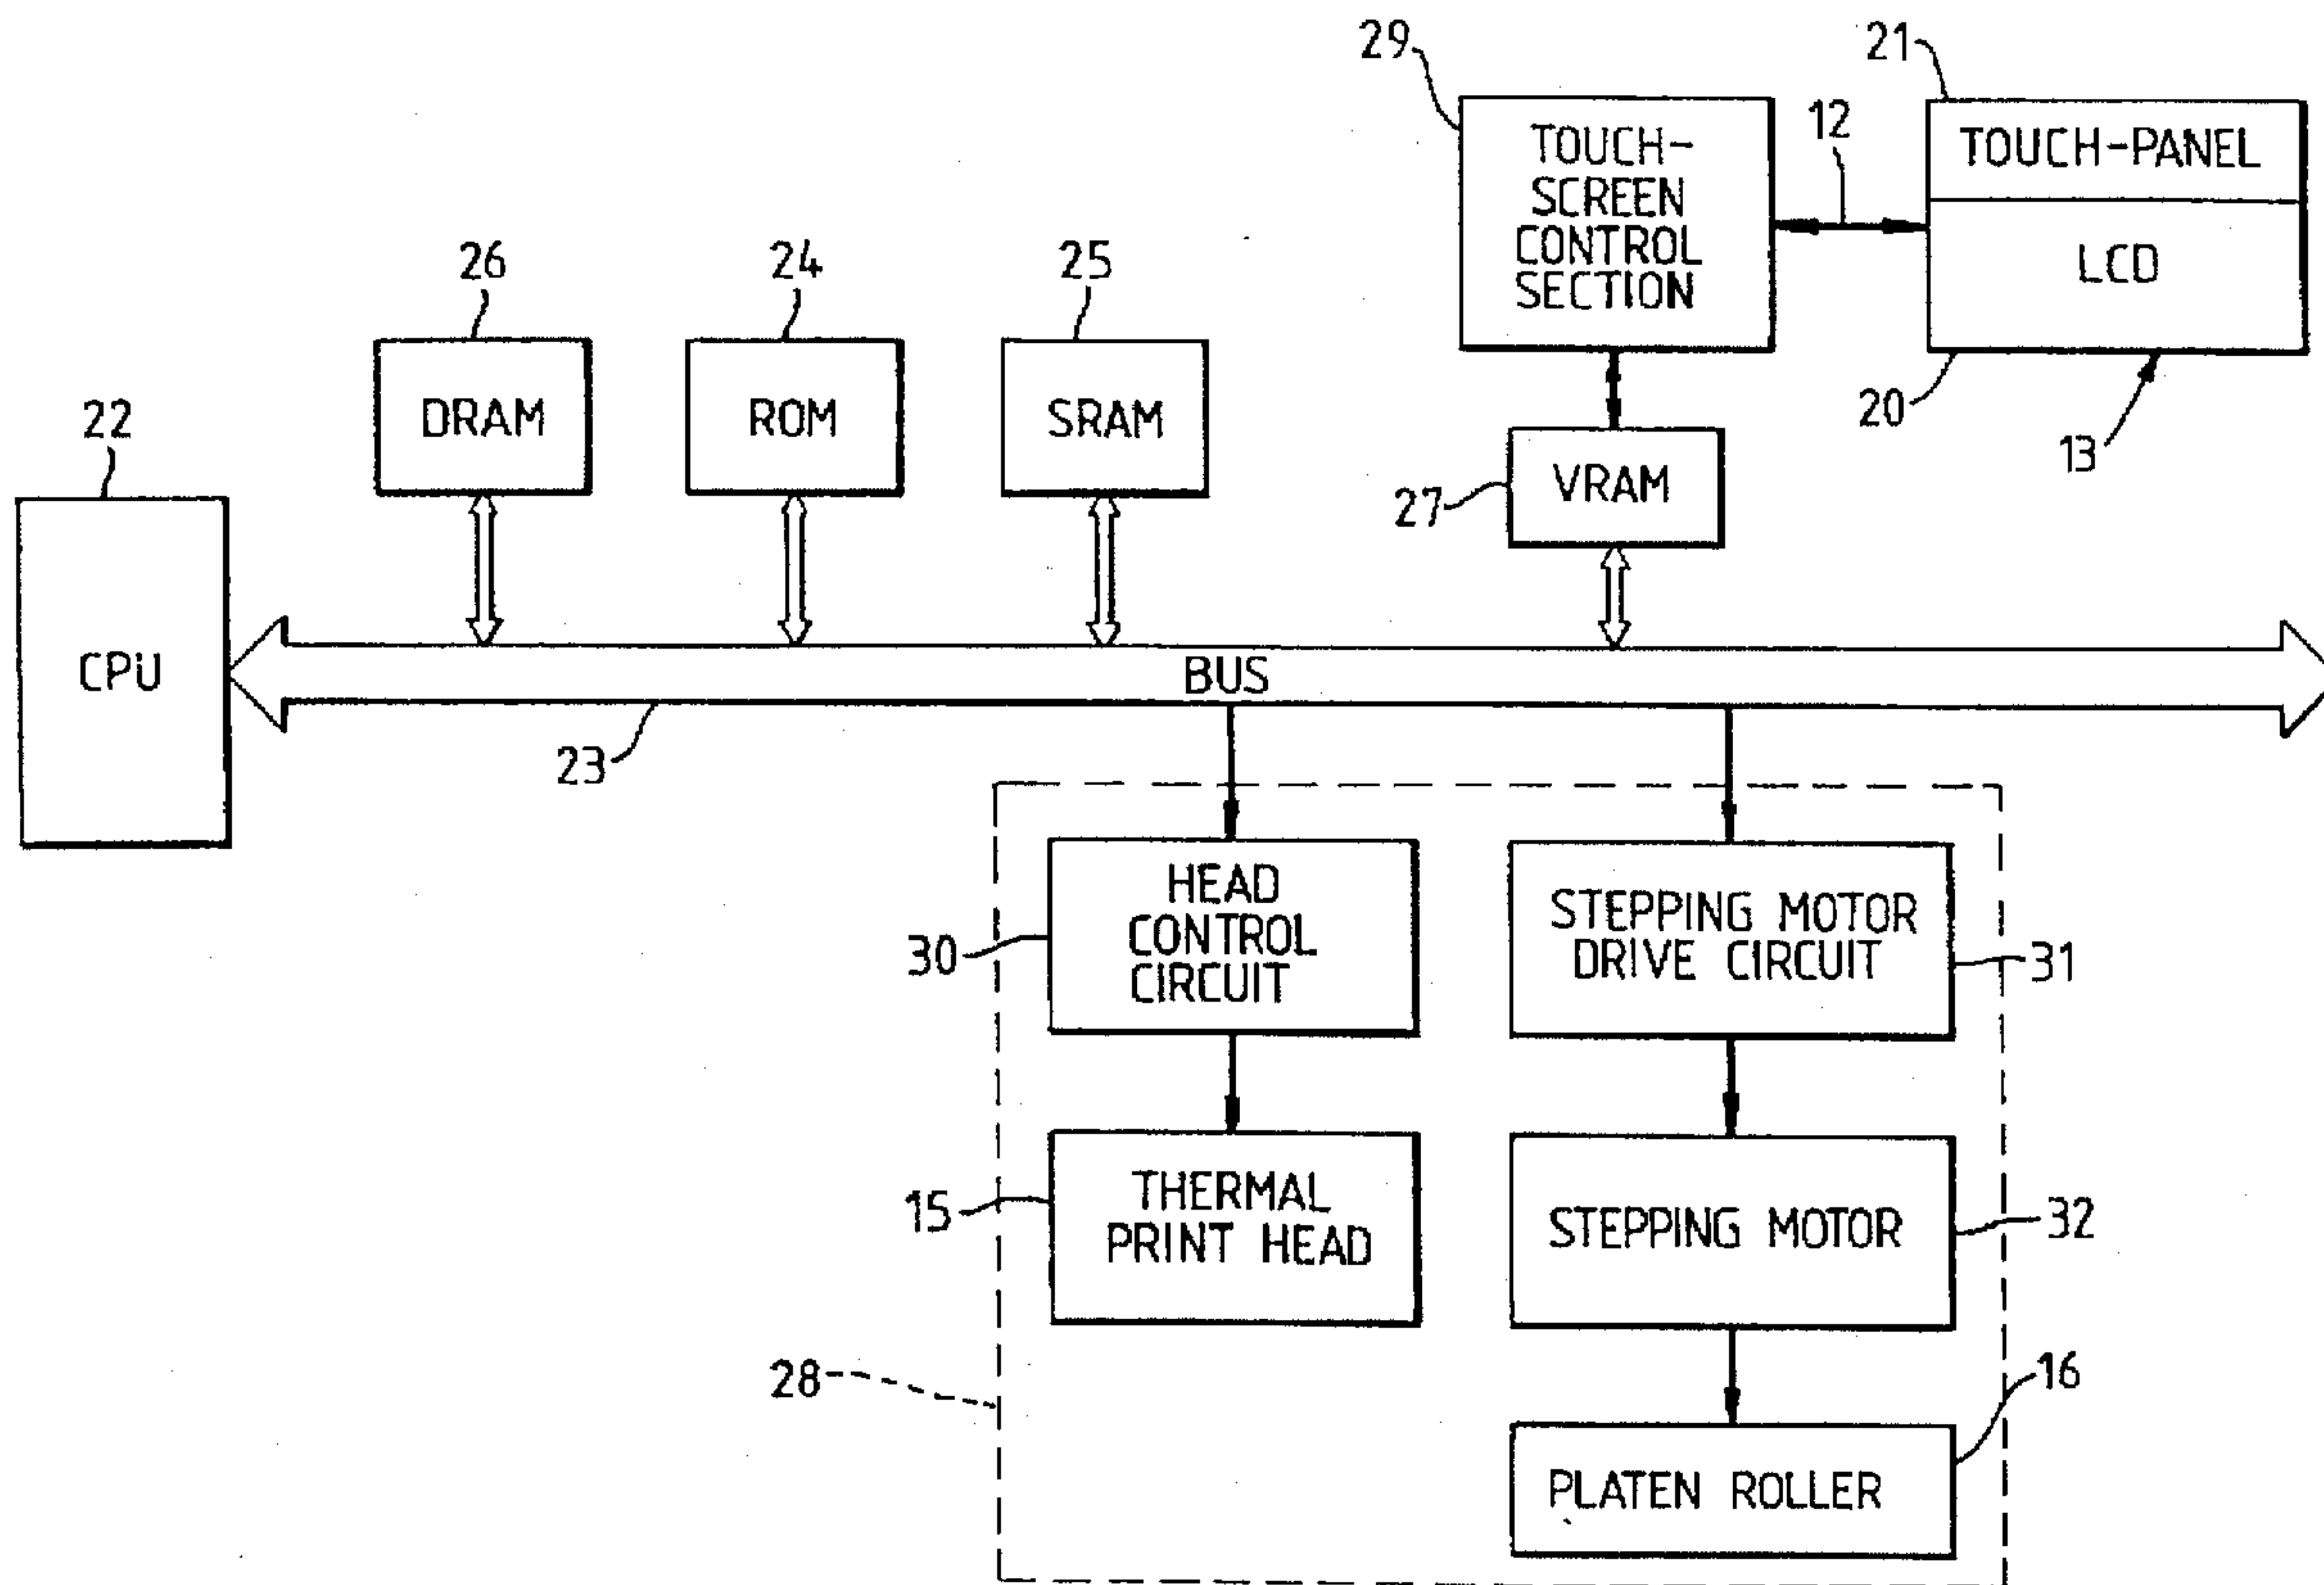 29
21
12
TOUCH-
SCREEN
CONTROL
SECTION
TOUCH-PANEL
LCD
26
24
25
20
13
22
DRAM
ROM
SRAM
27
VRAM
CPU
BUS
23
HEAD
CONTROL
CIRCUIT
30
STEPPING MOTOR
DRIVE CIRCUIT
31
THERMAL
PRINT HEAD
15
STEPPING MOTOR
32
28
16
PLATEN ROLLER